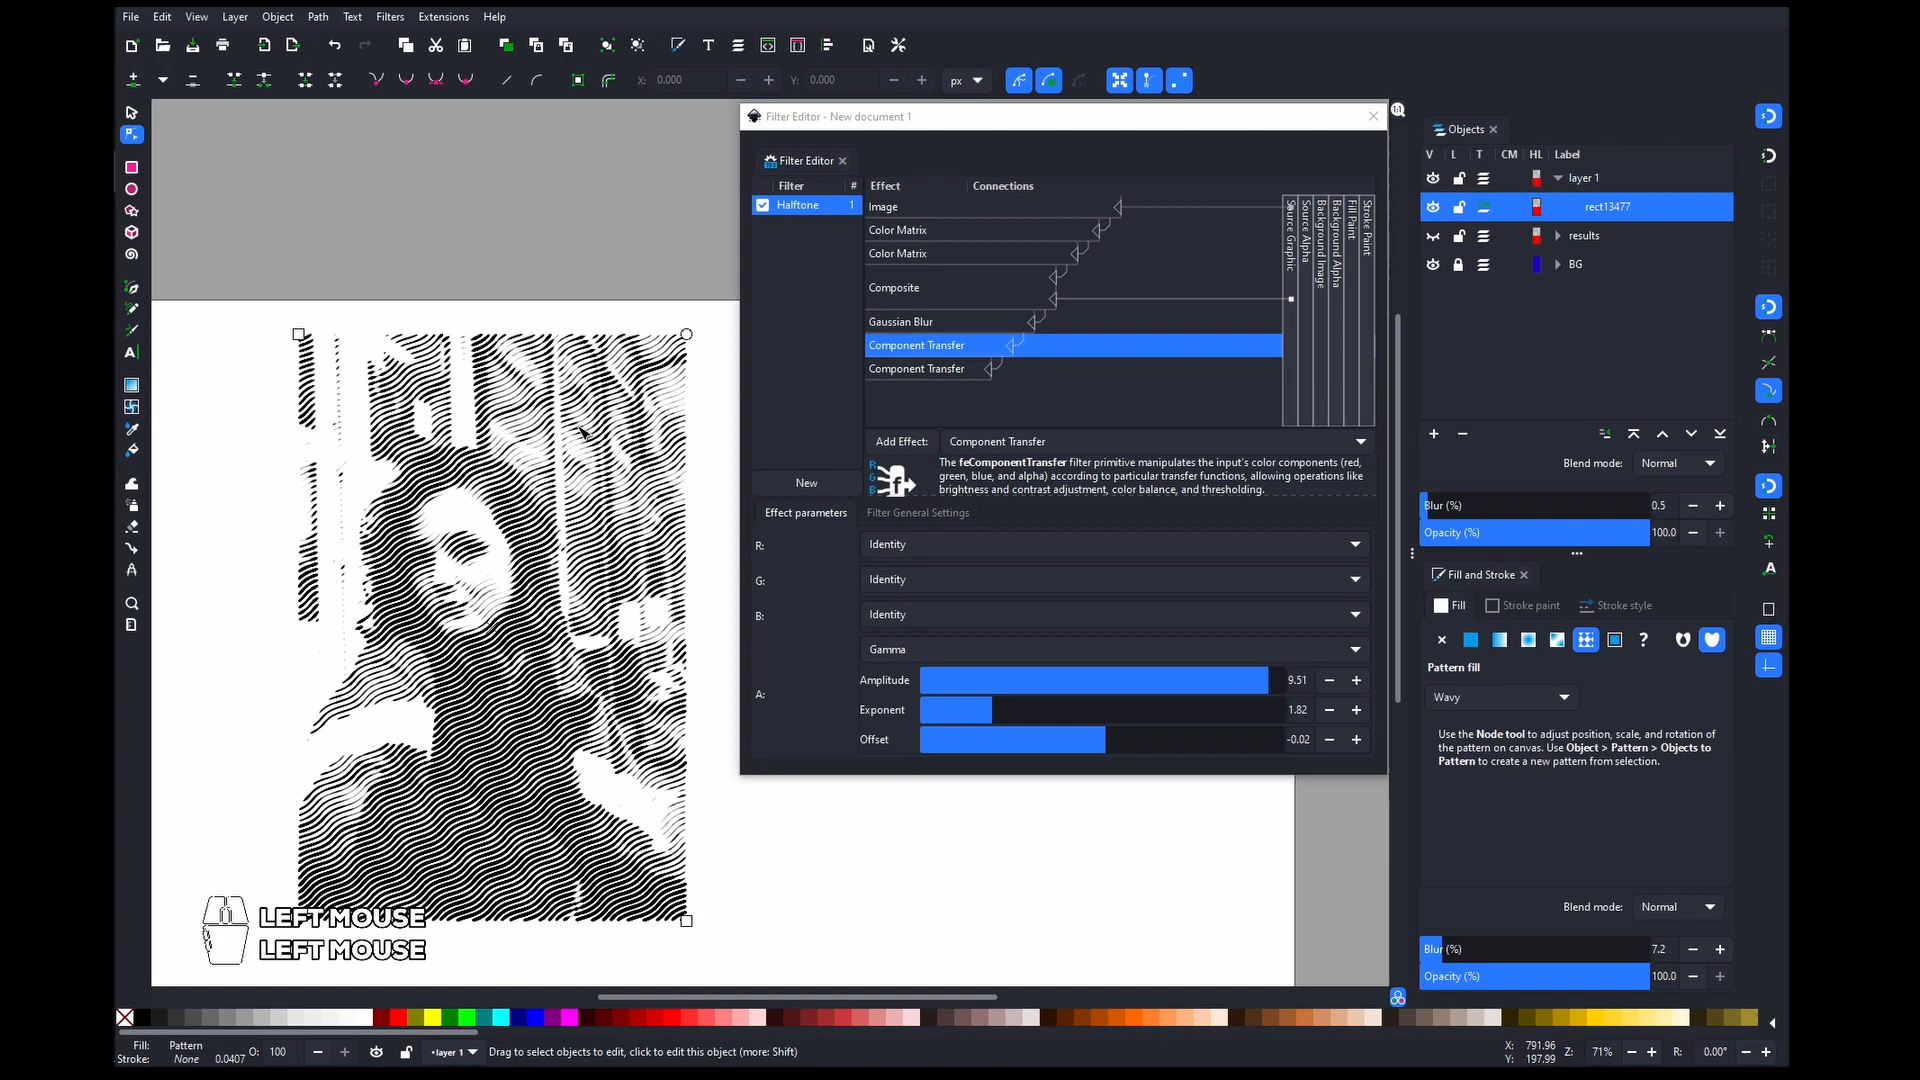 File Edit View Layer Object Path Text Filters Extensions Help
X: 0.000 Y: 0.000 px
Filter Editor - New document 1
Filter Editor
Filter # Effect Connections
Halftone 1
Image
Color Matrix
Color Matrix
Composite
Gaussian Blur
Component Transfer
Component Transfer
Source Graphic
Source Alpha
Background Image
Background Alpha
Fill Paint
Stroke Paint
New
Add Effect: Component Transfer
The feComponentTransfer filter primitive manipulates the input's color components (red,
green, blue, and alpha) according to particular transfer functions, allowing operations like
brightness and contrast adjustment, color balance, and thresholding.
Effect parameters Filter General Settings
R: Identity
G: Identity
B: Identity
Gamma
A:
Amplitude 9.51
Exponent 1.82
Offset -0.02
Objects
V L T CM HL Label
layer 1
rect13477
results
BG
Blend mode: Normal
Blur (%) 0.5
Opacity (%) 100.0
Fill and Stroke
Fill Stroke paint Stroke style
Pattern fill
Wavy
Use the Node tool to adjust position, scale, and rotation of
the pattern on canvas. Use Object > Pattern > Objects to
Pattern to create a new pattern from selection.
Blend mode: Normal
Blur (%) 7.2
Opacity (%) 100.0
LEFT MOUSE
LEFT MOUSE
Fill: Pattern
Stroke: None 0.0407 O: 100
•layer 1
Drag to select objects to edit, click to edit this object (more: Shift)
X: 791.96
Y: 197.99
Z: 71% R: 0.00°